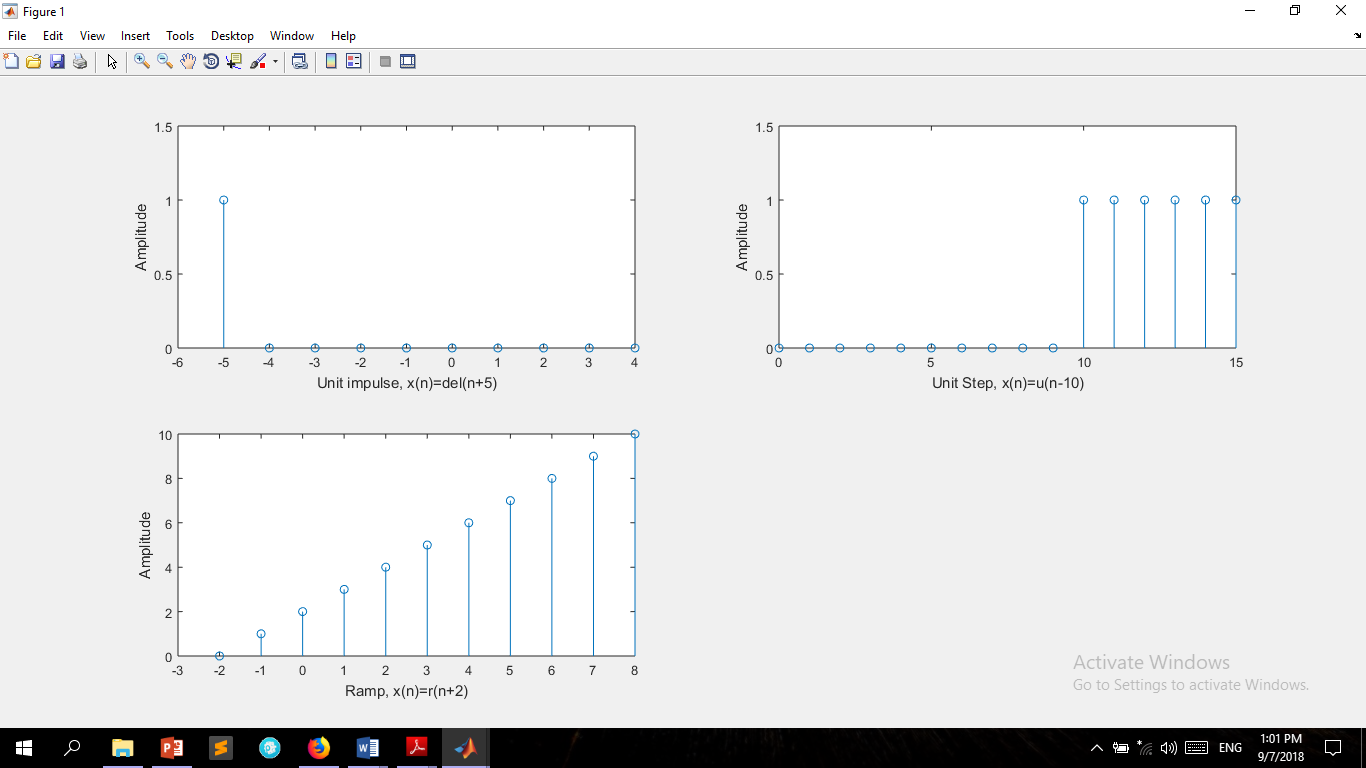 Figure 1
File Edit View Insert Tools Desktop Window Help
1.5
1
0.5
0
Amplitude
-6 -5 -4 -3 -2 -1 0 1 2 3 4
Unit impulse, x(n)=del(n+5)
1.5
1
0.5
0
Amplitude
0 5 10 15
Unit Step, x(n)=u(n-10)
10
8
6
4
2
0
Amplitude
-3 -2 -1 0 1 2 3 4 5 6 7 8
Ramp, x(n)=r(n+2)
Activate Windows
Go to Settings to activate Windows.
ENG
1:01 PM
9/7/2018